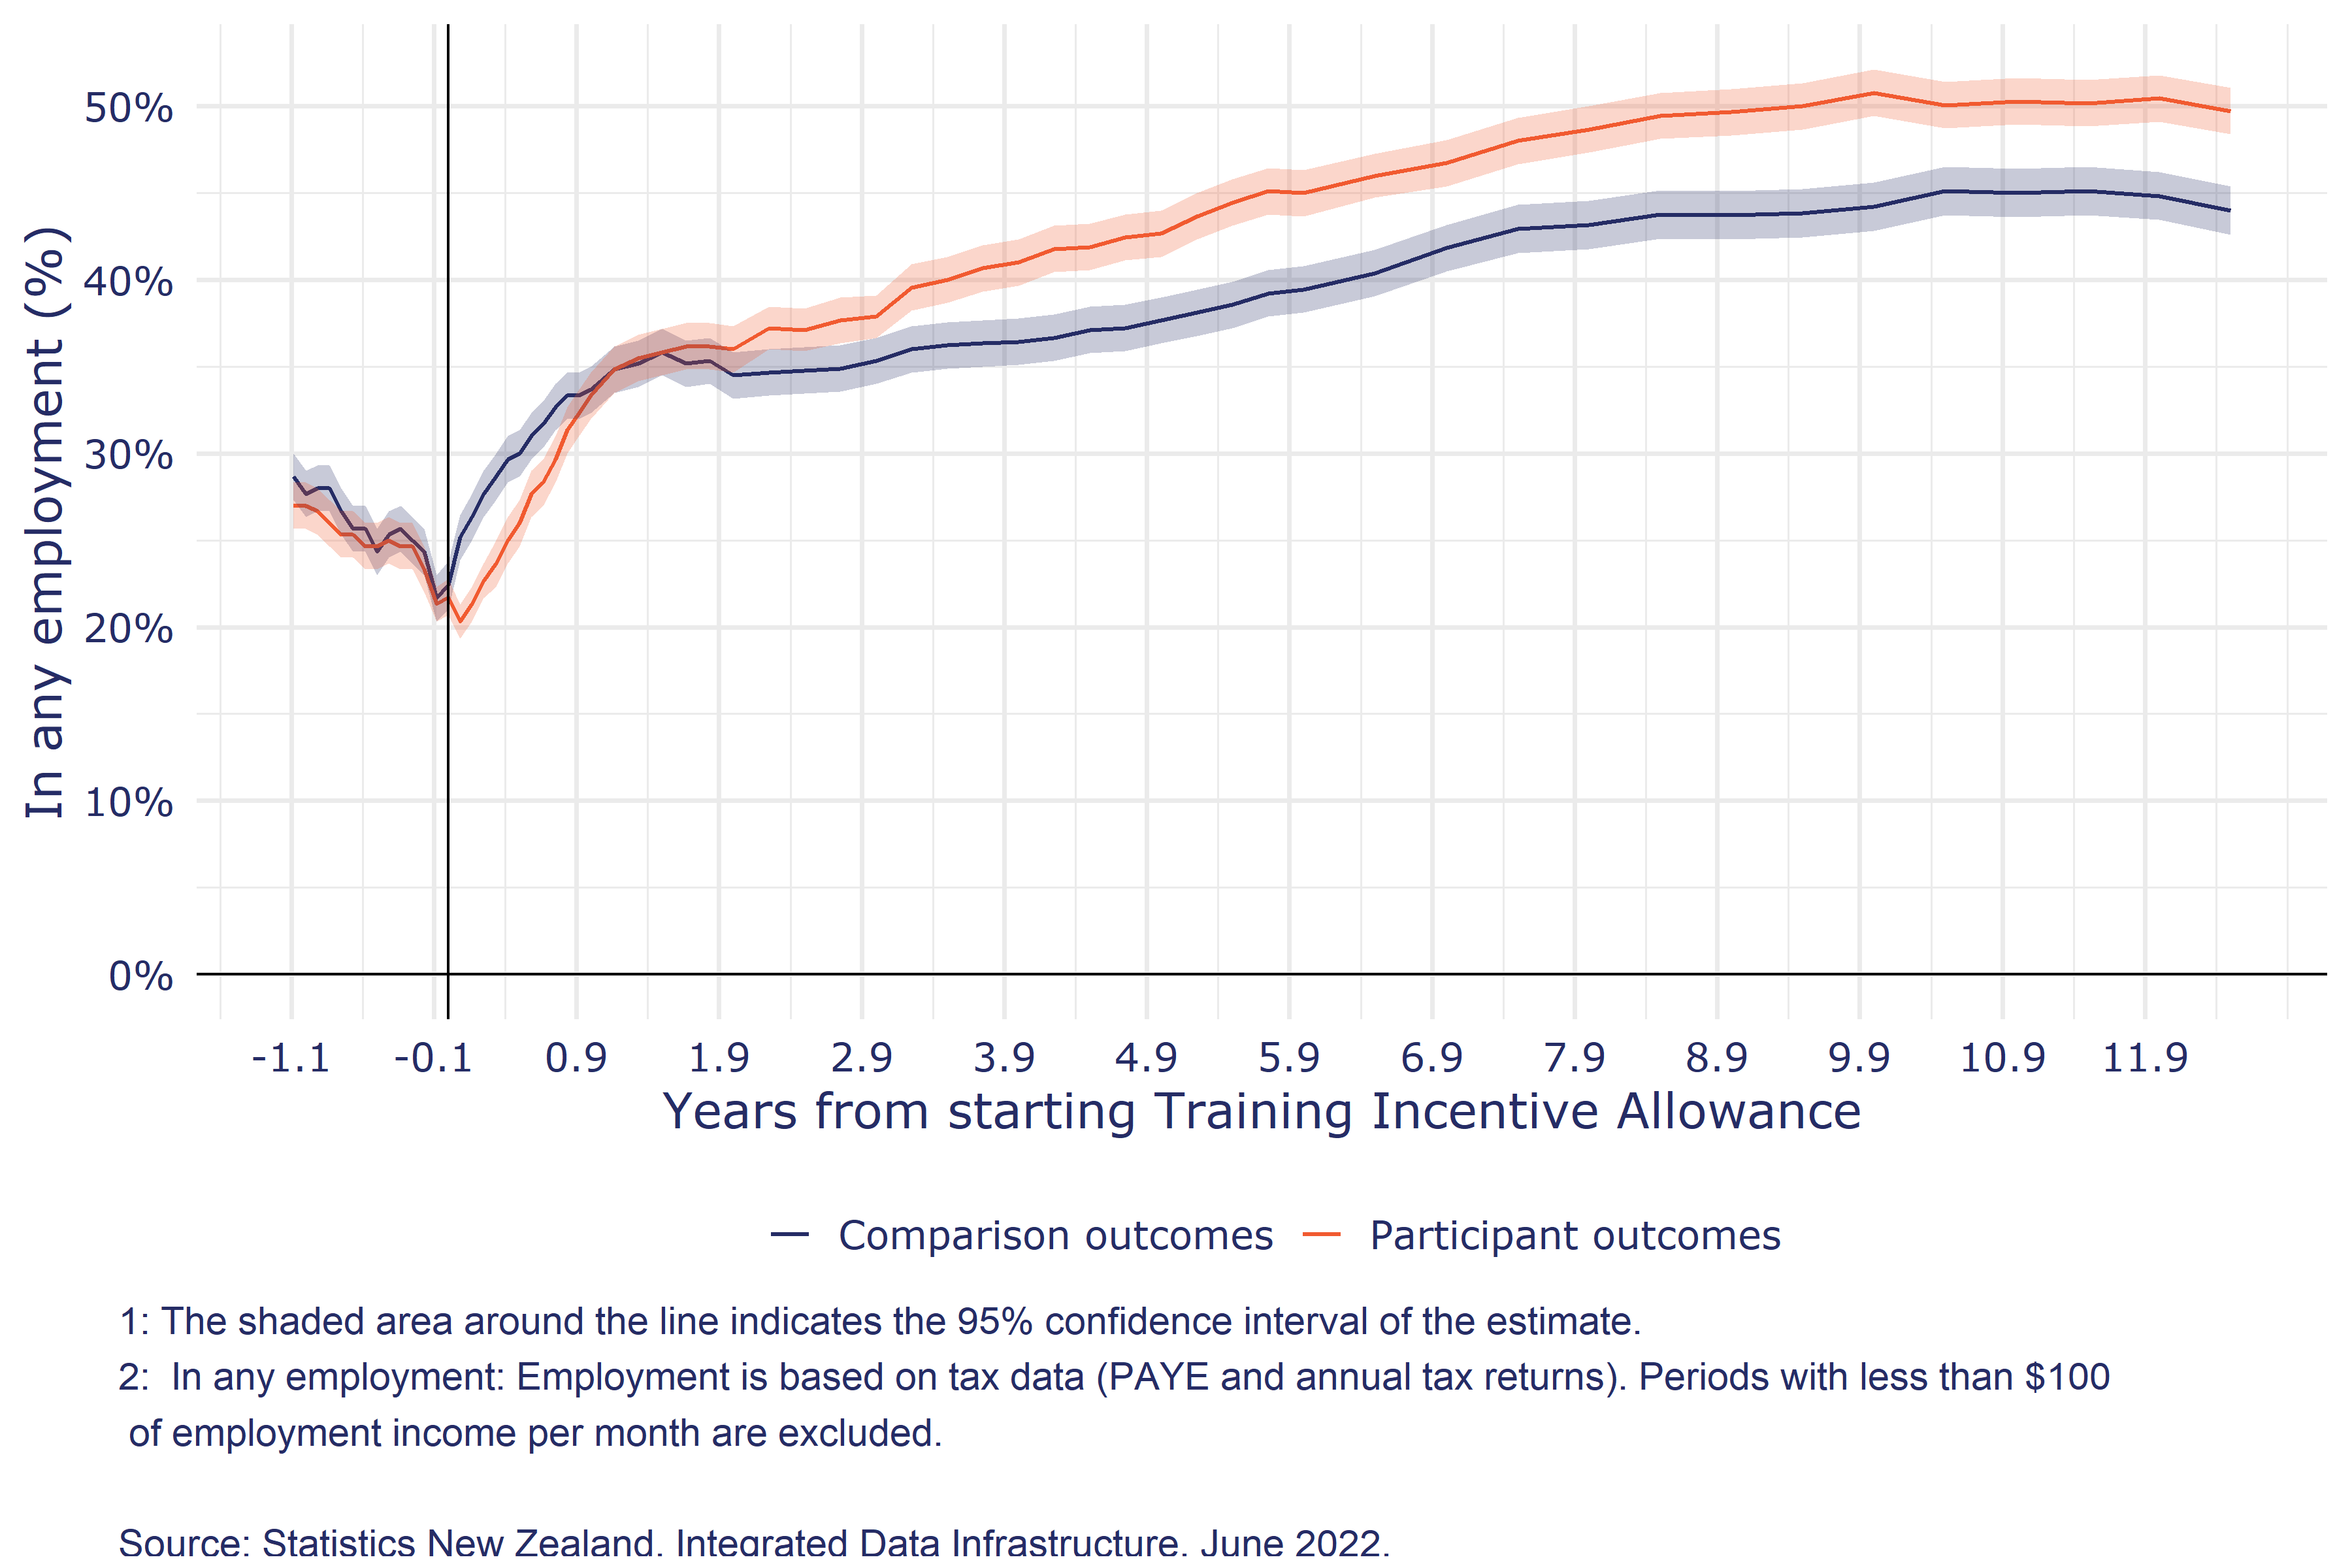 50%
40%
30%
20%
10%
0%
In any employment (%)
-1.1 -0.1 0.9 1.9 2.9 3.9 4.9 5.9 6.9 7.9 8.9 9.9 10.9 11.9
Years from starting Training Incentive Allowance
Comparison outcomes Participant outcomes
1: The shaded area around the line indicates the 95% confidence interval of the estimate.
2:  In any employment: Employment is based on tax data (PAYE and annual tax returns). Periods with less than $100
of employment income per month are excluded.
Source: Statistics New Zealand, Integrated Data Infrastructure, June 2022.